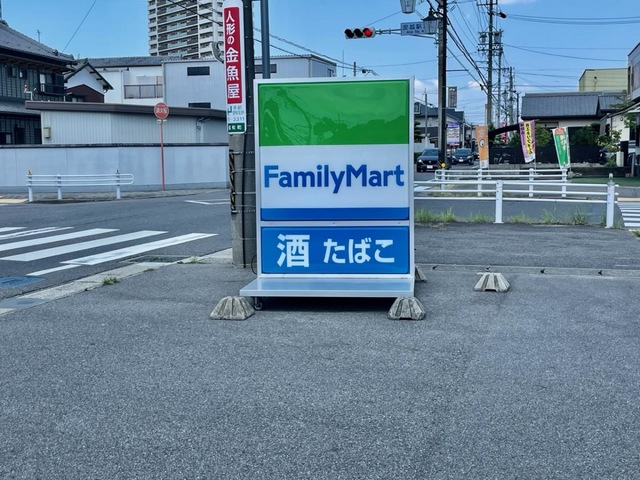 人形の金魚屋
FamilyMart
酒 たばこ